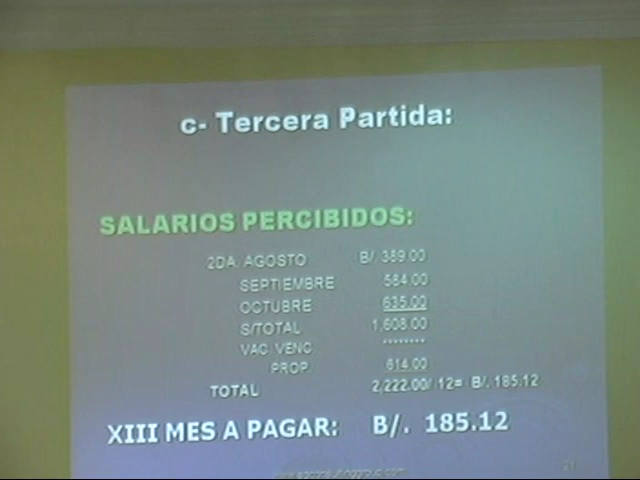 c- Tercera Partida:
SALARIOS PERCIBIDOS:
2DA. AGOSTO B/. 389.00
SEPTIEMBRE 584.00
OCTUBRE 635.00
S/TOTAL 1,608.00
VAC. VENC. ********
PROP. 614.00
TOTAL 2,222.00/ 12= B/. 185.12
XIII MES A PAGAR: B/. 185.12